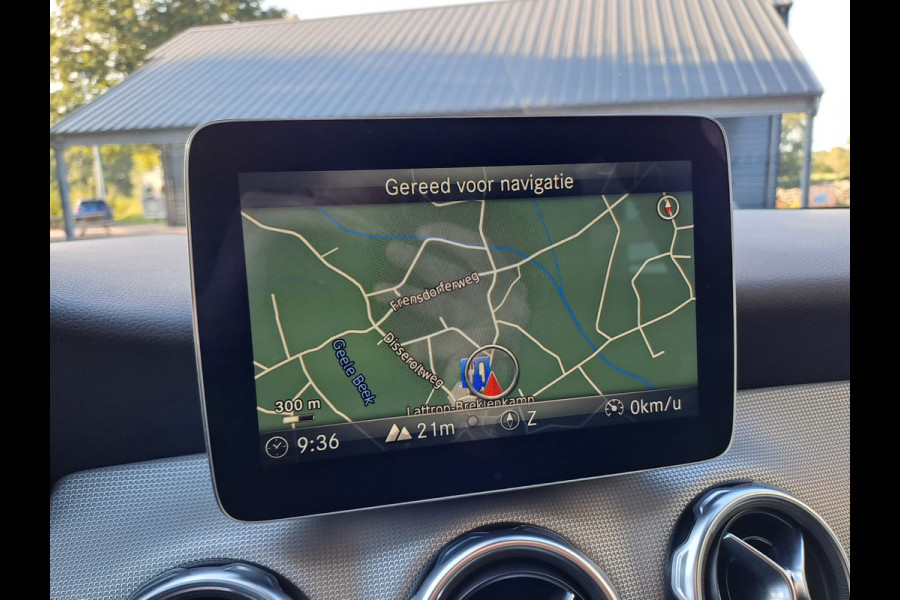 Gereed voor navigatie
Frensdorferweg
Disseroltweg
Geele Beek
Lattrop-Breklenkamp
300 m
9:36
21m
Z
0km/u